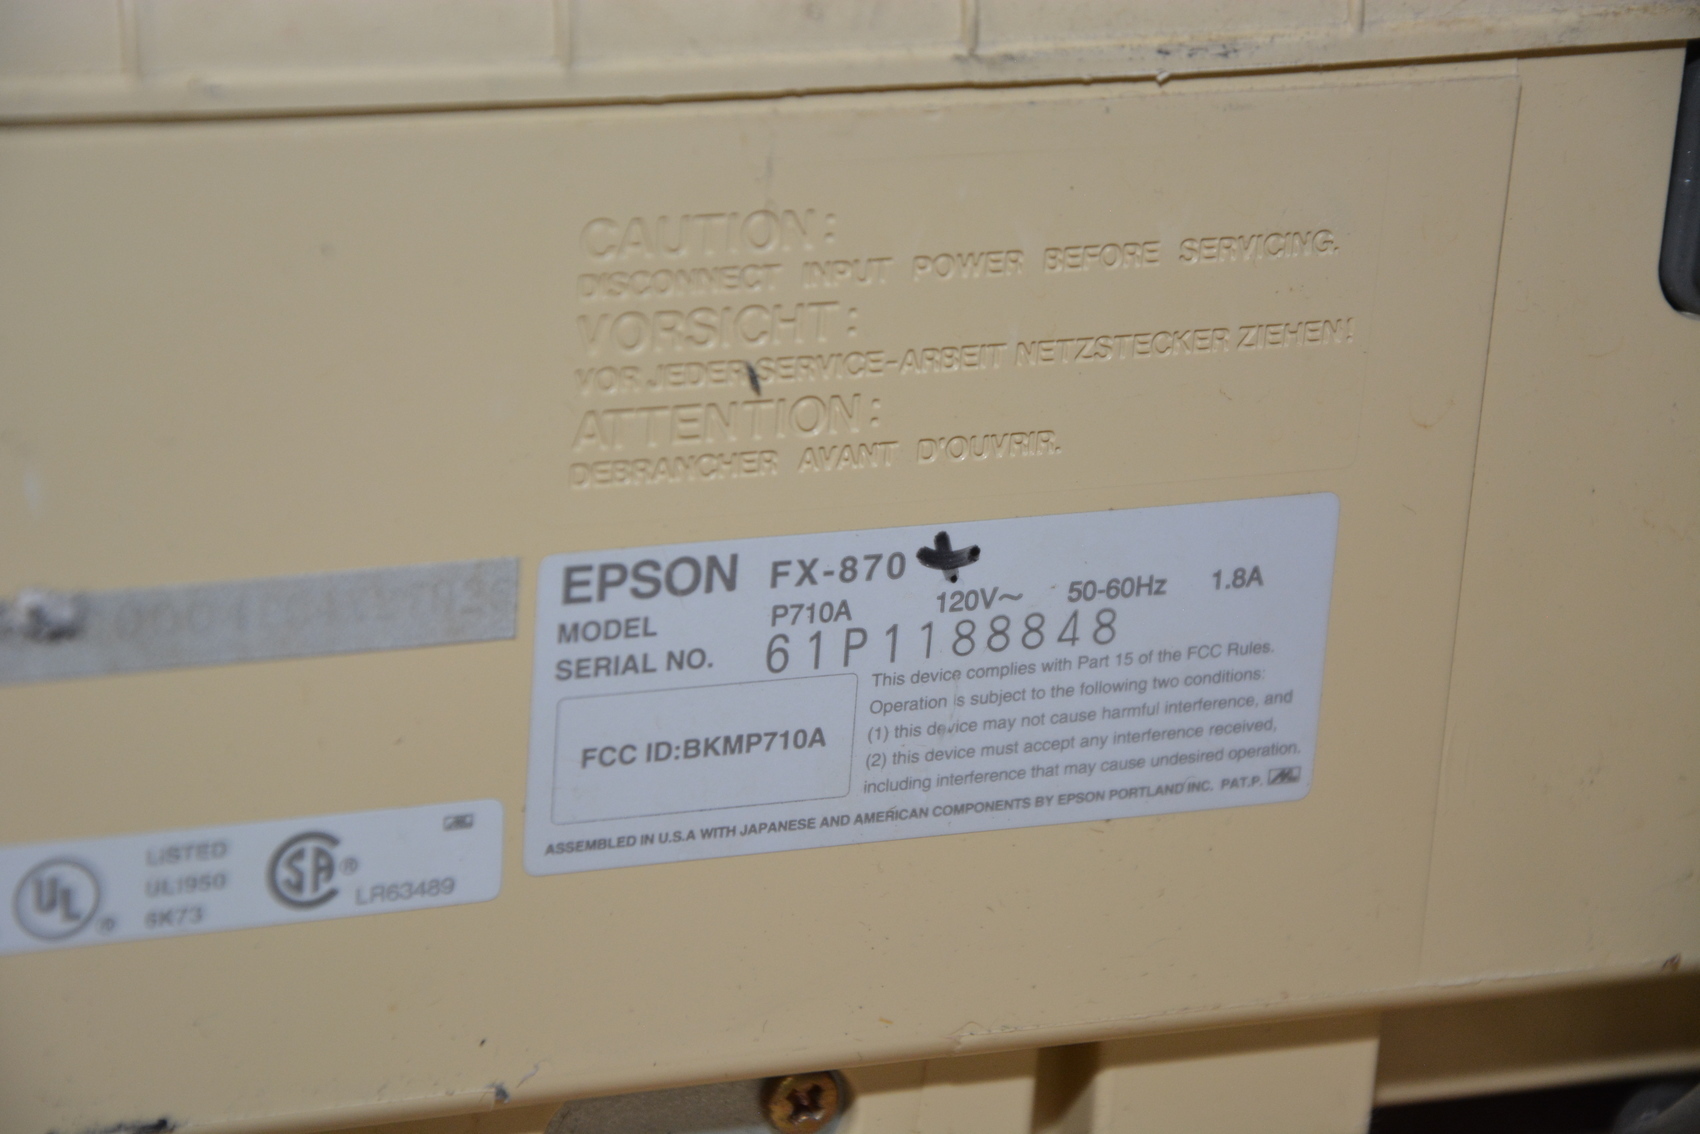 CAUTION:
DISCONNECT INPUT POWER BEFORE SERVICING.
VORSICHT:
VOR JEDER SERVICE-ARBEIT NETZSTECKER ZIEHEN!
ATTENTION:
DEBRANCHER AVANT D'OUVRIR.
EPSON FX-870
MODEL P710A 120V~ 50-60Hz 1.8A
SERIAL NO. 61P1188848
FCC ID:BKMP710A
This device complies with Part 15 of the FCC Rules.
Operation is subject to the following two conditions:
(1) this device may not cause harmful interference, and
(2) this device must accept any interference received,
including interference that may cause undesired operation.
ASSEMBLED IN U.S.A WITH JAPANESE AND AMERICAN COMPONENTS BY EPSON PORTLAND INC. PAT.P.
UL®
LISTED
UL1950
6K73
SA®
LR63489